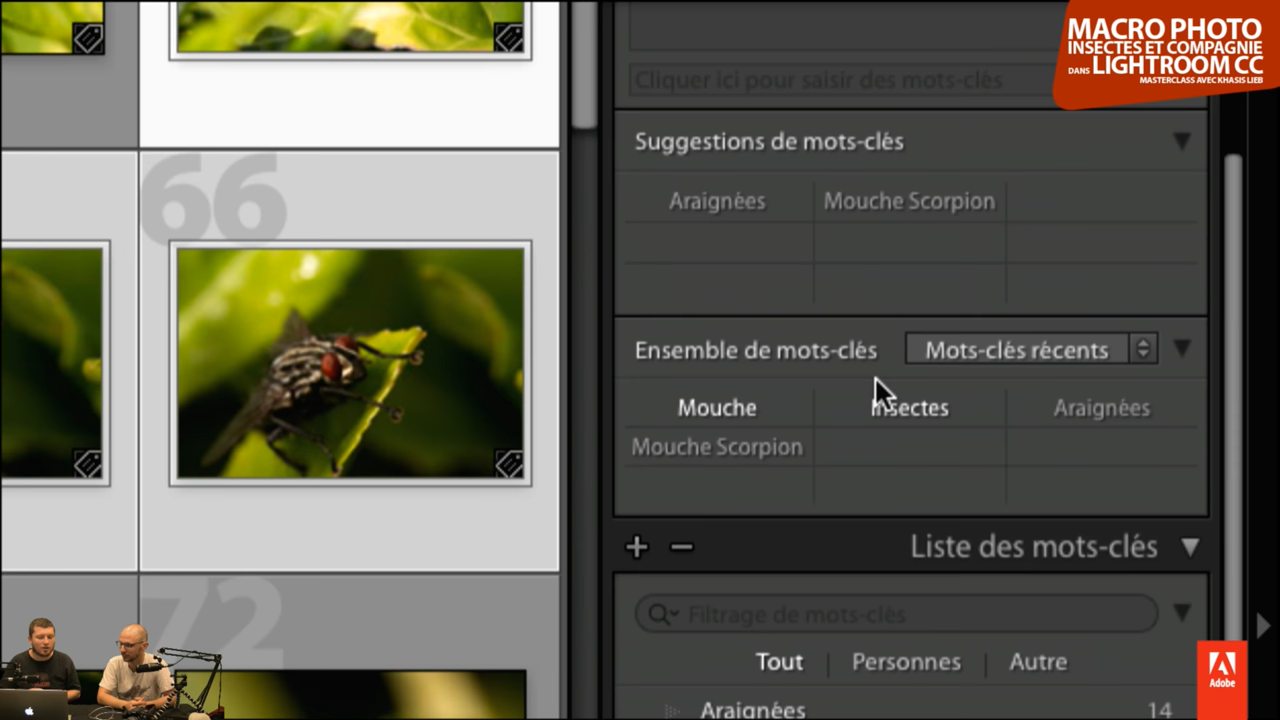 MACRO PHOTO
INSECTES ET COMPAGNIE
DANS LIGHTROOM CC
MASTERCLASS AVEC KHASIS LIEB
Cliquer ici pour saisir des mots-clés
Suggestions de mots-clés
Araignées
Mouche Scorpion
66
Ensemble de mots-clés
Mots-clés récents
Mouche
Insectes
Araignées
Mouche Scorpion
Liste des mots-clés
Filtrage de mots-clés
72
Tout
Personnes
Autre
Araignées
14
Adobe